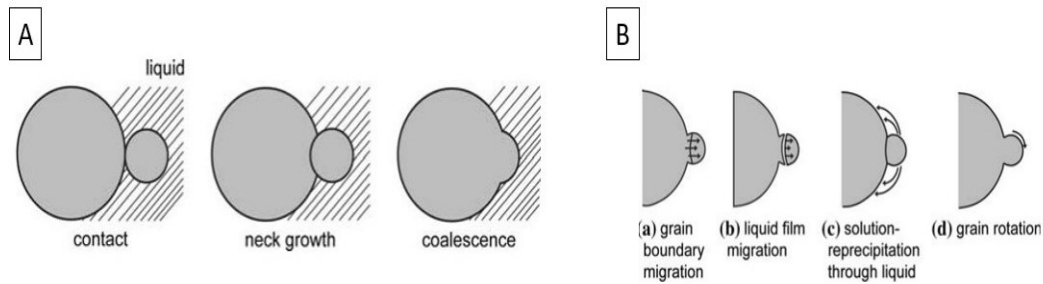 A
liquid
contact
neck growth
coalescence
B
(a) grain
boundary
migration
(b) liquid film
migration
(c) solution-
reprecipitation
through liquid
(d) grain rotation